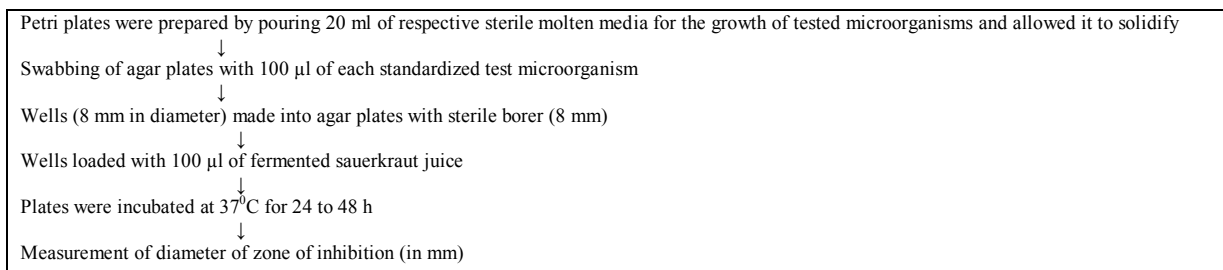 Petri plates were prepared by pouring 20 ml of respective sterile molten media for the growth of tested microorganisms and allowed it to solidify
↓
Swabbing of agar plates with 100 µl of each standardized test microorganism
↓
Wells (8 mm in diameter) made into agar plates with sterile borer (8 mm)
↓
Wells loaded with 100 µl of fermented sauerkraut juice
↓
Plates were incubated at 37⁰C for 24 to 48 h
↓
Measurement of diameter of zone of inhibition (in mm)